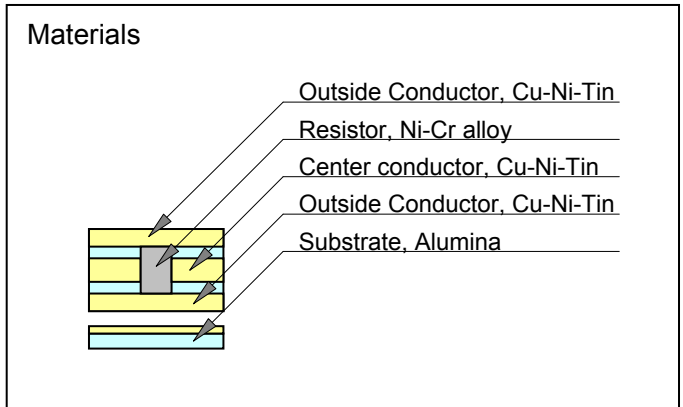 Materials
Outside Conductor, Cu-Ni-Tin
Resistor, Ni-Cr alloy
Center conductor, Cu-Ni-Tin
Outside Conductor, Cu-Ni-Tin
Substrate, Alumina